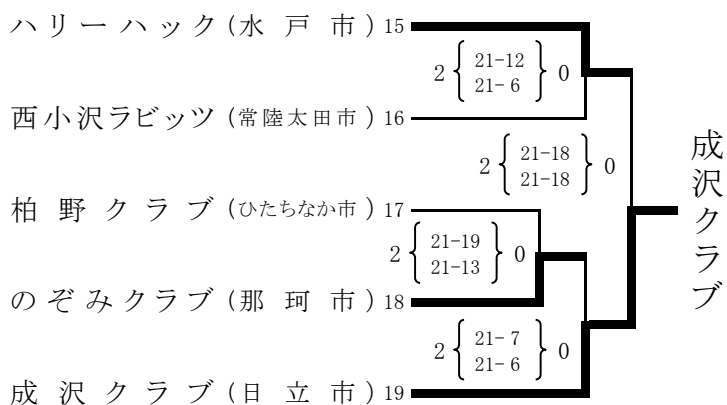 ハリーハック(水戸市) 15
2 { 21-12 } 0
21- 6
西小沢ラビッツ(常陸太田市) 16
2 { 21-18 } 0
21-18
成沢クラブ
柏野クラブ(ひたちなか市) 17
2 { 21-19 } 0
21-13
のぞみクラブ(那珂市) 18
2 { 21- 7 } 0
21- 6
成沢クラブ(日立市) 19